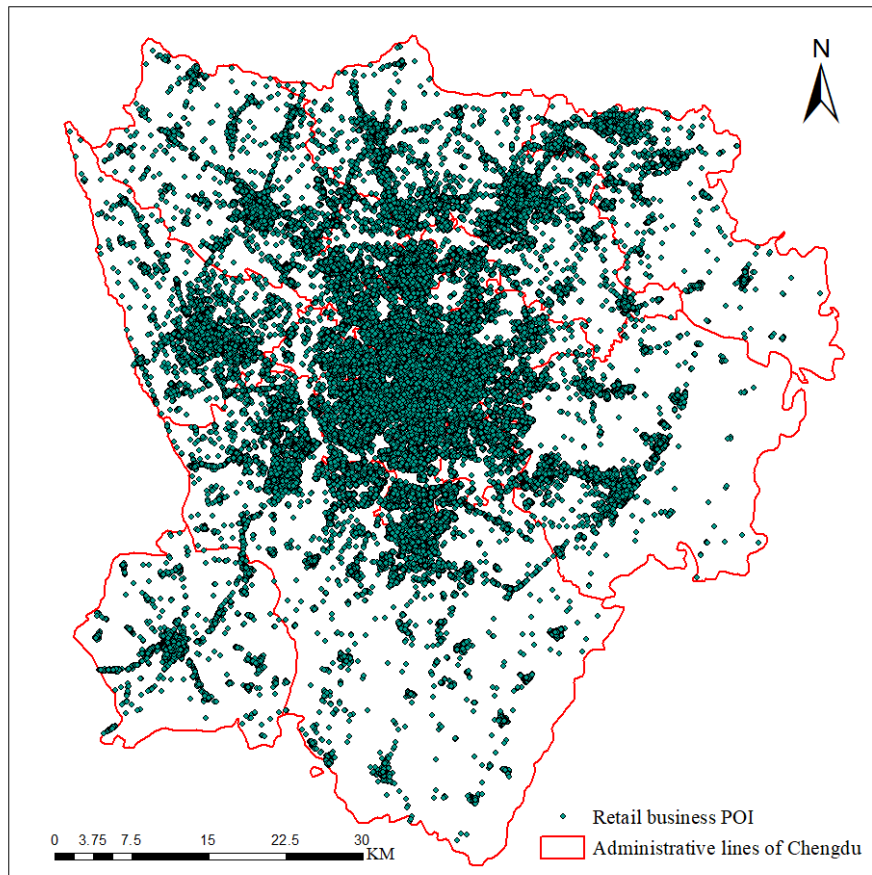 N
Retail business POI
Administrative lines of Chengdu
0 3.75 7.5 15 22.5 30
KM